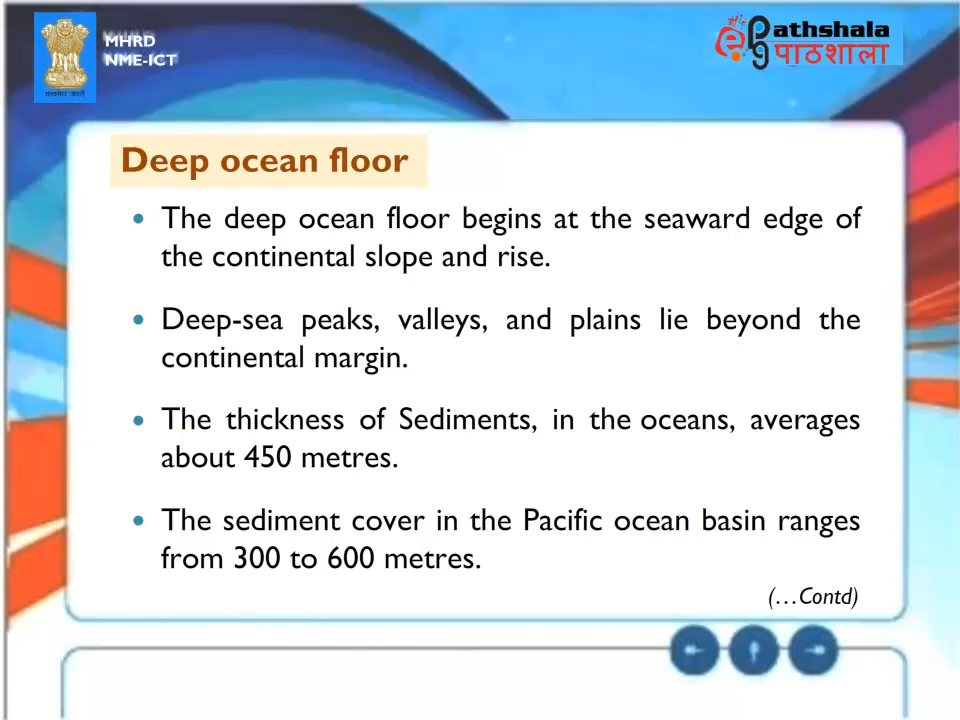 MHRD
NME-ICT
ePathshala
पाठशाला
Deep ocean floor
• The deep ocean floor begins at the seaward edge of
the continental slope and rise.
• Deep-sea peaks, valleys, and plains lie beyond the
continental margin.
• The thickness of Sediments, in the oceans, averages
about 450 metres.
• The sediment cover in the Pacific ocean basin ranges
from 300 to 600 metres.
(…Contd)